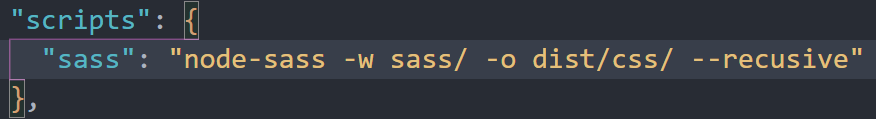 "scripts": {
"sass": "node-sass -w sass/ -o dist/css/ --recusive"
},